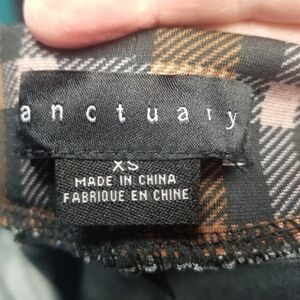 anctuary
XS
MADE IN CHINA
FABRIQUE EN CHINE